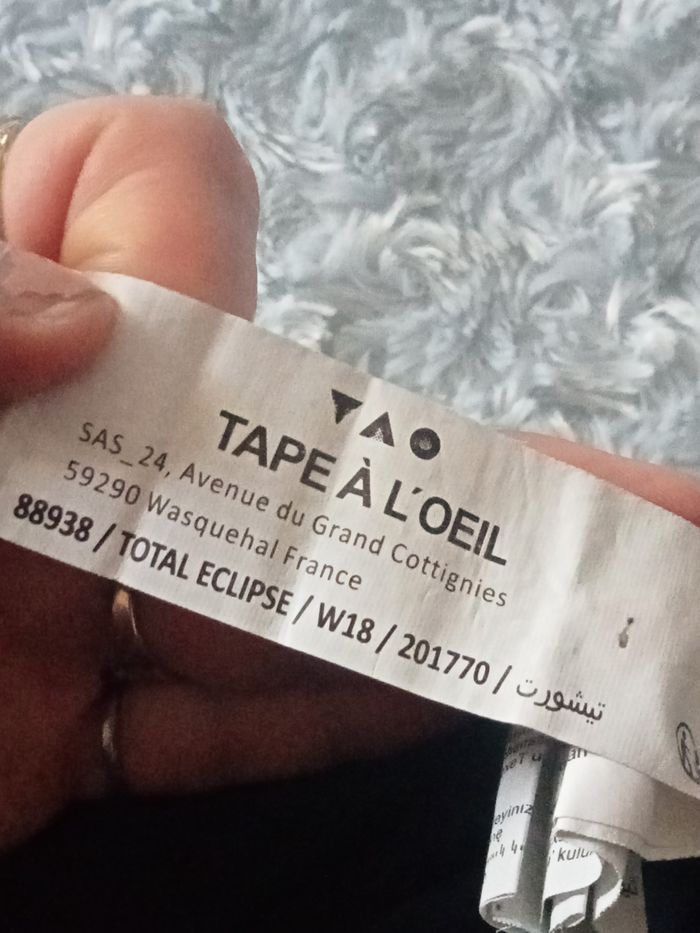 TAPE À L'OEIL
SAS_24, Avenue du Grand Cottignies
59290 Wasquehal France
88938 / TOTAL ECLIPSE / W18 / 201770 / تيشورت